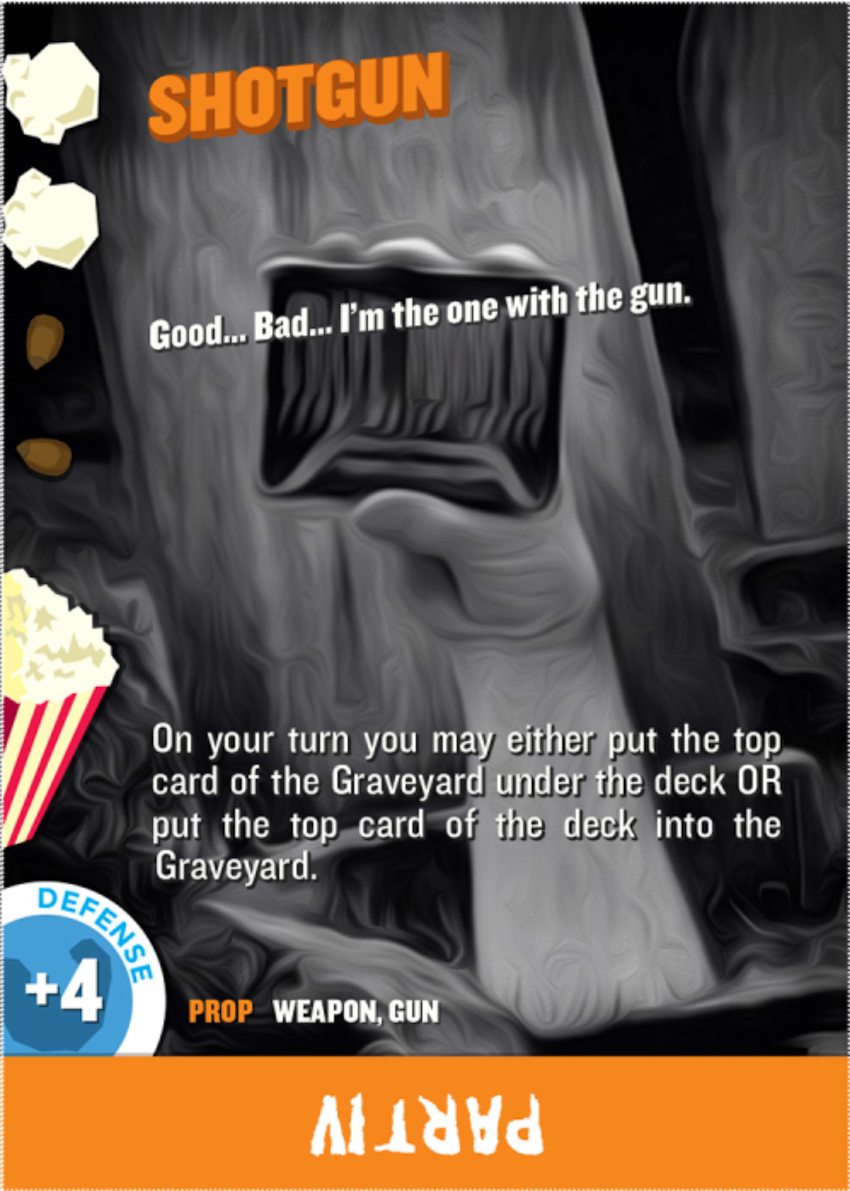 SHOTGUN
Good... Bad... I'm the one with the gun.
On your turn you may either put the top
card of the Graveyard under the deck OR
put the top card of the deck into the
Graveyard.
DEFENSE
+4
PROP WEAPON, GUN
PART IV